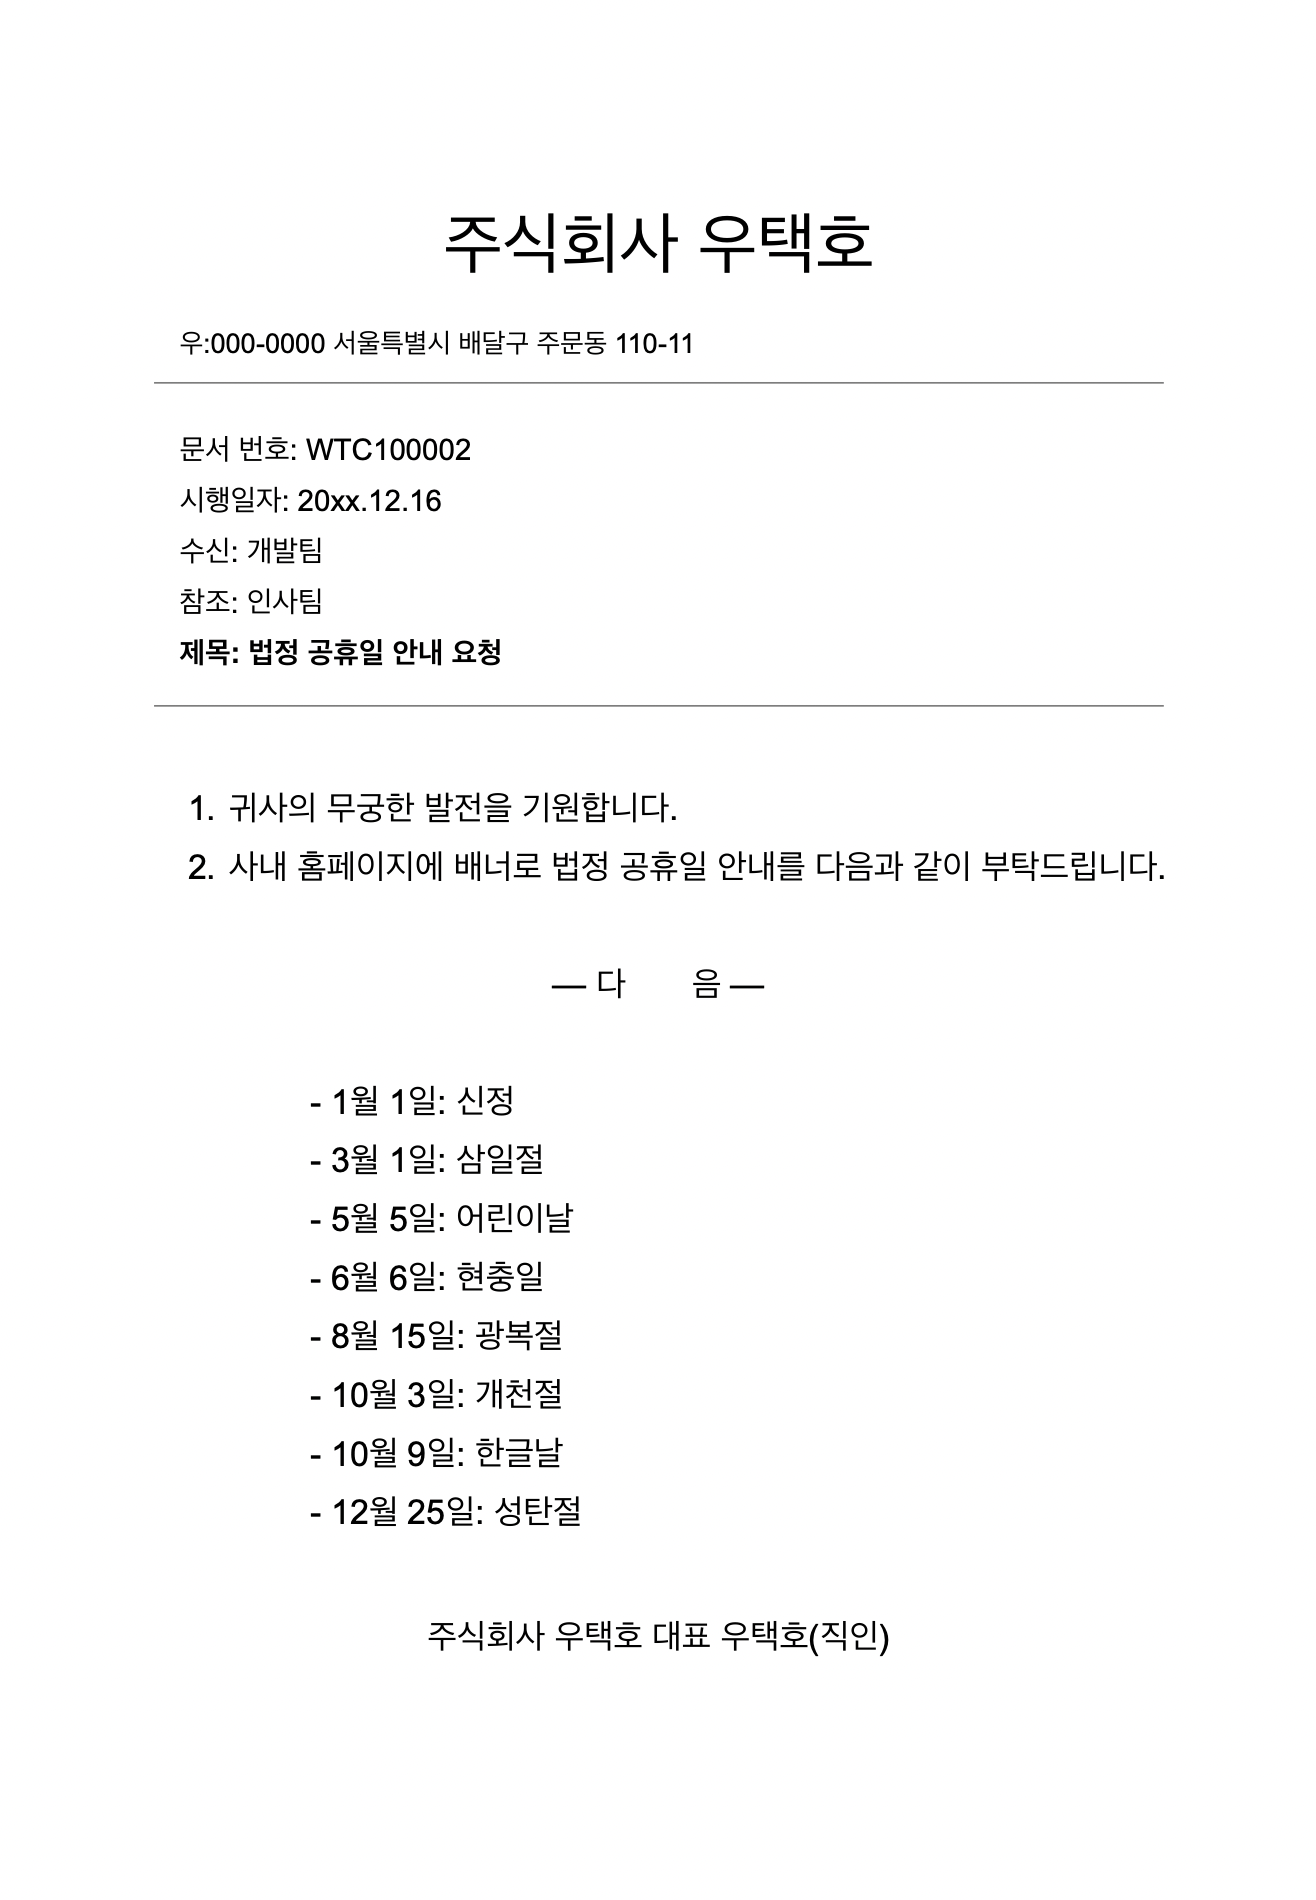 주식회사 우택호
우:000-0000 서울특별시 배달구 주문동 110-11
문서 번호: WTC100002
시행일자: 20xx.12.16
수신: 개발팀
참조: 인사팀
제목: 법정 공휴일 안내 요청
1. 귀사의 무궁한 발전을 기원합니다.
2. 사내 홈페이지에 배너로 법정 공휴일 안내를 다음과 같이 부탁드립니다.
— 다 음 —
- 1월 1일: 신정
- 3월 1일: 삼일절
- 5월 5일: 어린이날
- 6월 6일: 현충일
- 8월 15일: 광복절
- 10월 3일: 개천절
- 10월 9일: 한글날
- 12월 25일: 성탄절
주식회사 우택호 대표 우택호(직인)